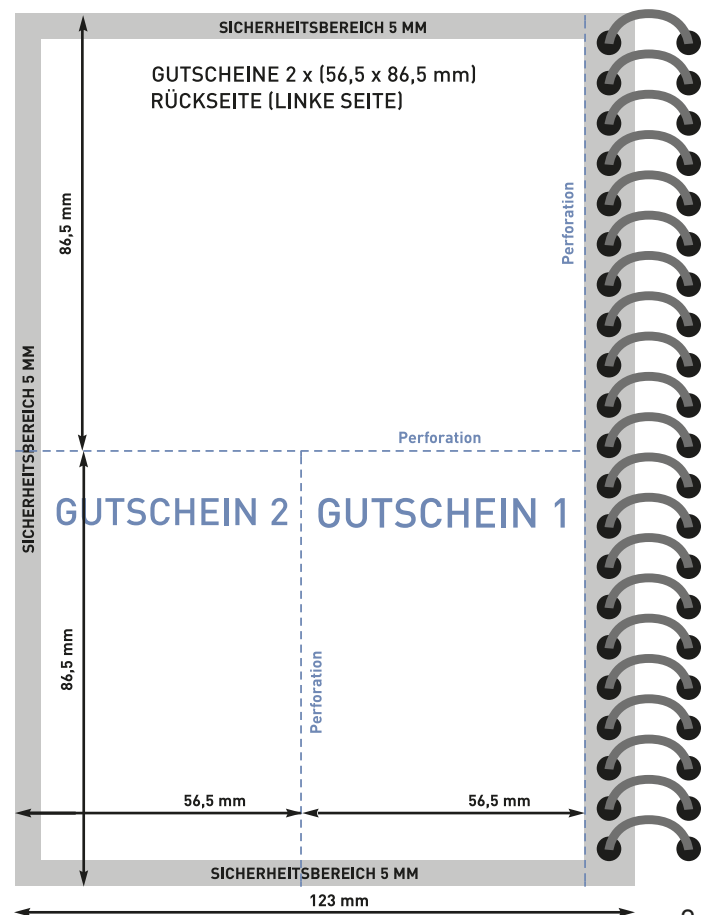 SICHERHEITSBEREICH 5 MM
GUTSCHEINE 2 x (56,5 x 86,5 mm)
RÜCKSEITE (LINKE SEITE)
86,5 mm
Perforation
SICHERHEITSBEREICH 5 MM
Perforation
GUTSCHEIN 2
GUTSCHEIN 1
86,5 mm
Perforation
56,5 mm
56,5 mm
SICHERHEITSBEREICH 5 MM
123 mm